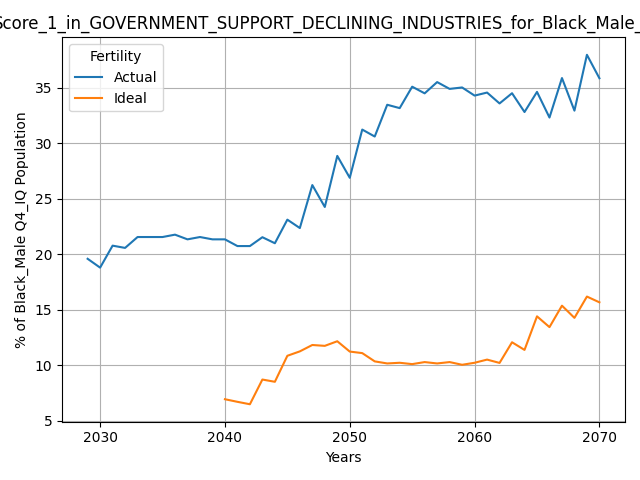 Score_1_in_GOVERNMENT_SUPPORT_DECLINING_INDUSTRIES_for_Black_Male_
Fertility
Actual
Ideal
% of Black_Male Q4_IQ Population
35
30
25
20
15
10
5
2030 2040 2050 2060 2070
Years